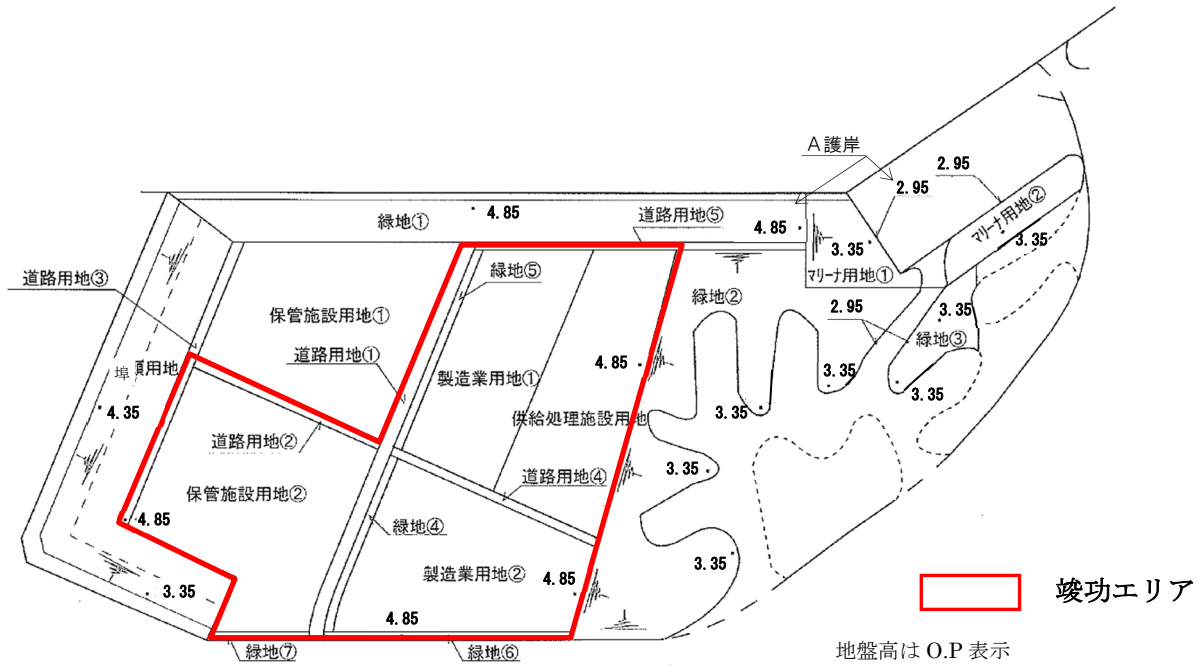 A護岸
2.95
2.95
緑地①
4.85
道路用地⑤
4.85
3.35
マリーナ用地①
マリーナ用地②
3.35
道路用地③
緑地⑤
緑地②
保管施設用地①
2.95
3.35
緑地③
道路用地①
4.85
埠
頭用地
製造業用地①
3.35
3.35
4.35
供給処理施設用地
3.35
道路用地②
3.35
道路用地④
保管施設用地②
4.85
緑地④
3.35
製造業用地②
4.85
3.35
4.85
竣功エリア
緑地⑦
緑地⑥
地盤高は O.P 表示